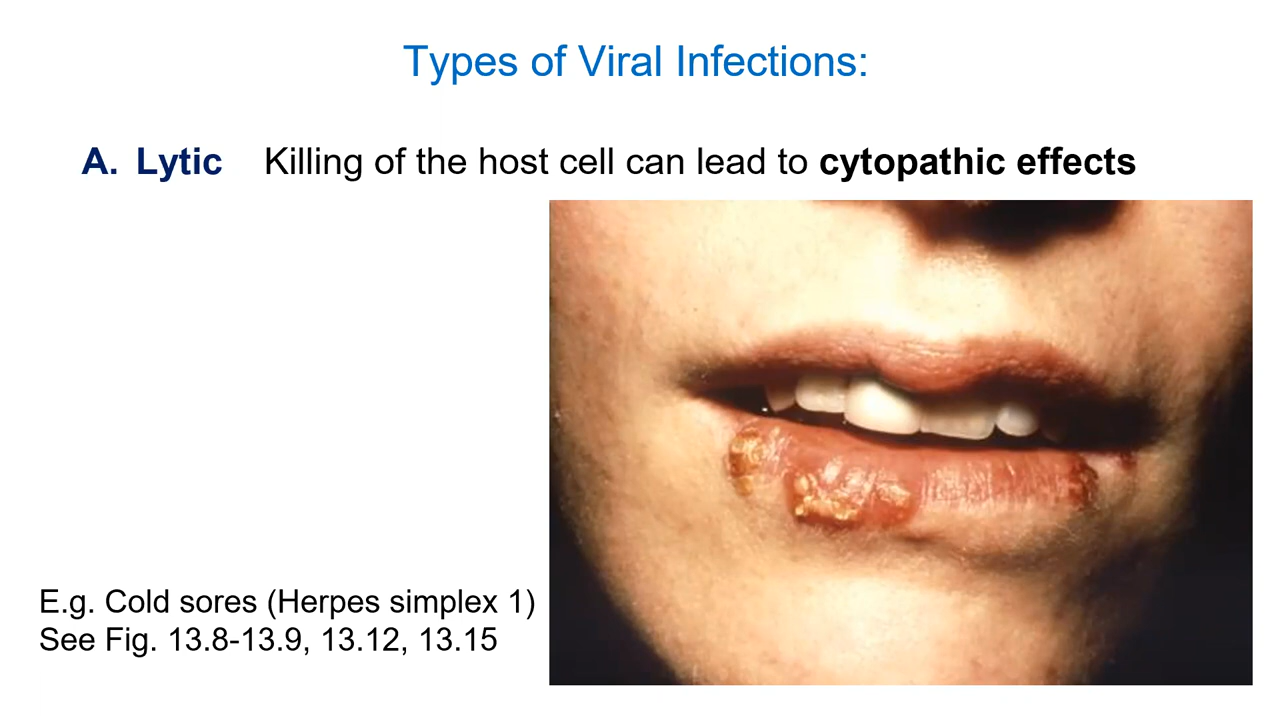 Types of Viral Infections:
A. Lytic Killing of the host cell can lead to cytopathic effects
E.g. Cold sores (Herpes simplex 1)
See Fig. 13.8-13.9, 13.12, 13.15